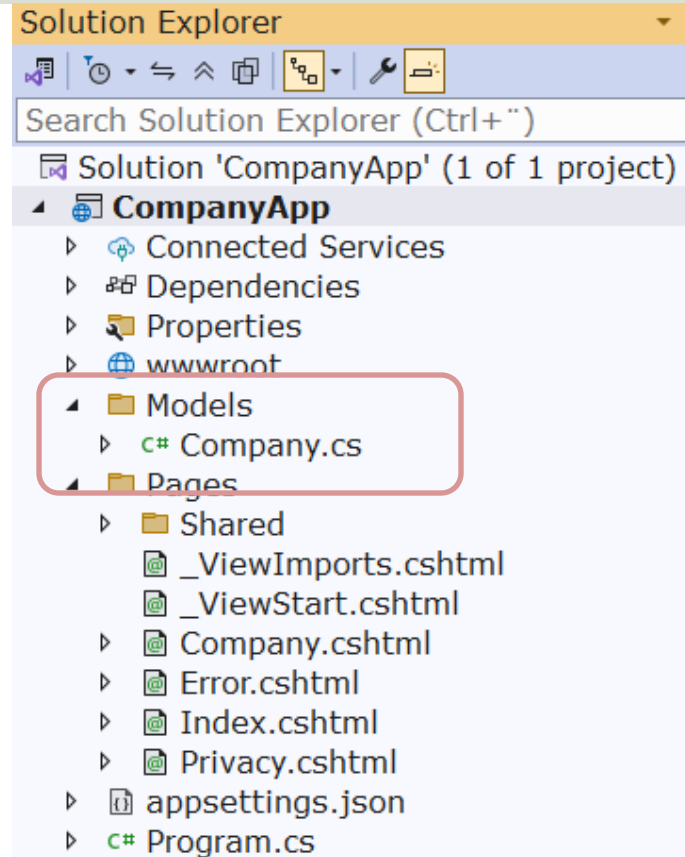 Solution Explorer
Search Solution Explorer (Ctrl+¨)
Solution 'CompanyApp' (1 of 1 project)
CompanyApp
Connected Services
Dependencies
Properties
wwwroot
Models
C# Company.cs
Pages
Shared
_ViewImports.cshtml
_ViewStart.cshtml
Company.cshtml
Error.cshtml
Index.cshtml
Privacy.cshtml
appsettings.json
C# Program.cs